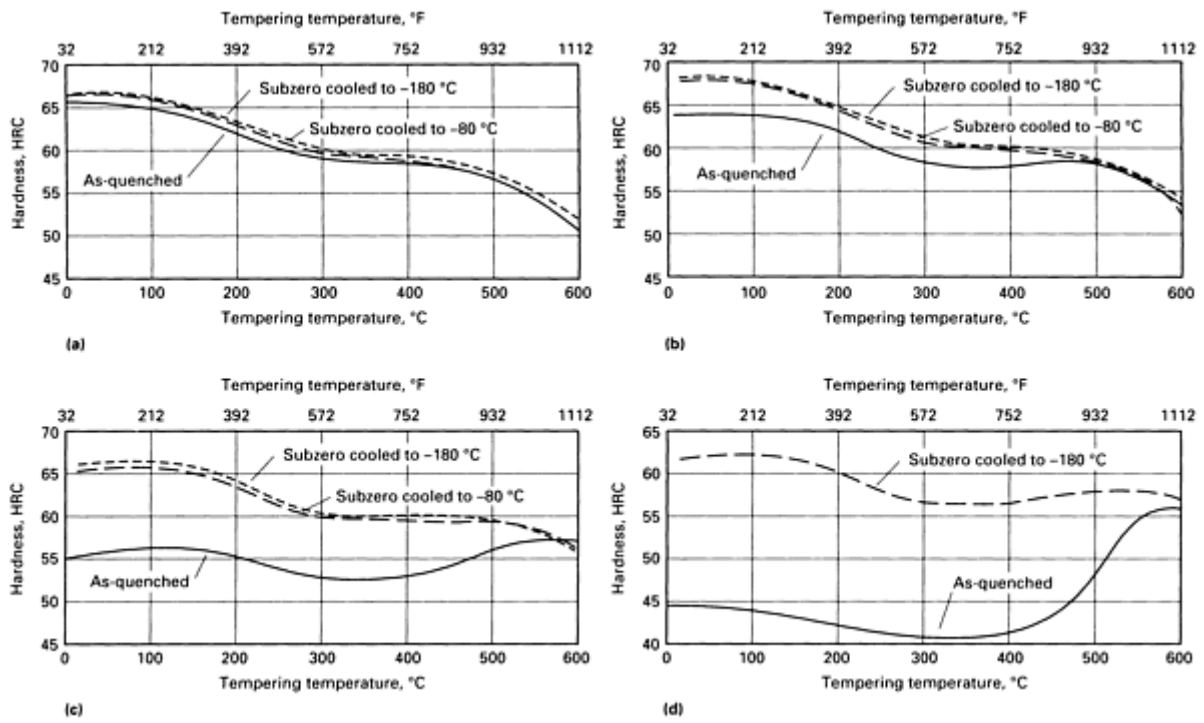 Tempering temperature, °F
32 212 392 572 752 932 1112
70
65
60
55
50
45
Hardness, HRC
Subzero cooled to −180 °C
Subzero cooled to −80 °C
As-quenched
0 100 200 300 400 500 600
Tempering temperature, °C
(a)
Tempering temperature, °F
32 212 392 572 752 932 1112
70
65
60
55
50
45
Hardness, HRC
Subzero cooled to −180 °C
Subzero cooled to −80 °C
As-quenched
0 100 200 300 400 500 600
Tempering temperature, °C
(b)
Tempering temperature, °F
32 212 392 572 752 932 1112
70
65
60
55
50
45
Hardness, HRC
Subzero cooled to −180 °C
Subzero cooled to −80 °C
As-quenched
0 100 200 300 400 500 600
Tempering temperature, °C
(c)
Tempering temperature, °F
32 212 392 572 752 932 1112
65
60
55
50
45
40
Hardness, HRC
Subzero cooled to −180 °C
As-quenched
0 100 200 300 400 500 600
Tempering temperature, °C
(d)